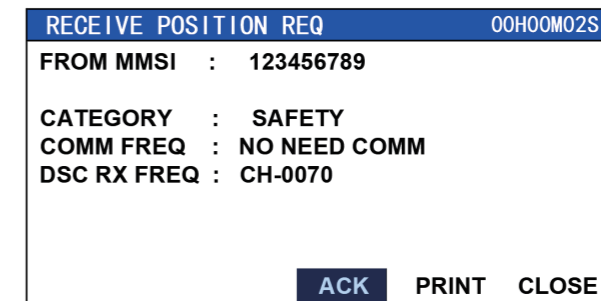 RECEIVE POSITION REQ 00H00M02S
FROM MMSI : 123456789
CATEGORY : SAFETY
COMM FREQ : NO NEED COMM
DSC RX FREQ : CH-0070
ACK PRINT CLOSE